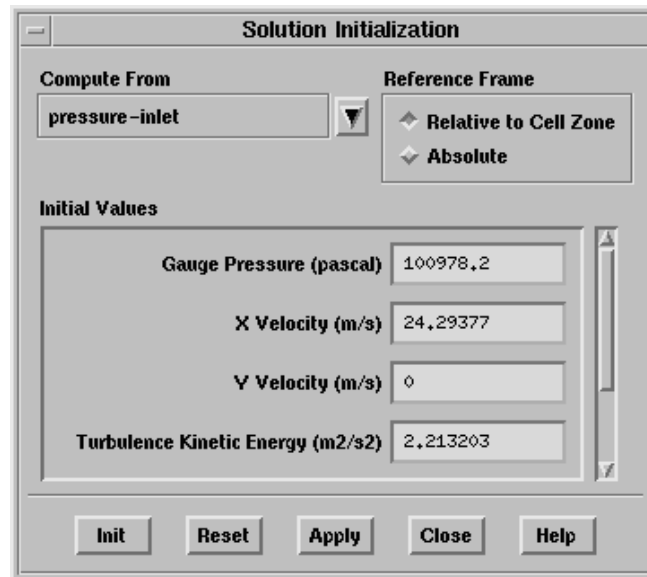 Solution Initialization
Compute From
pressure-inlet
Reference Frame
Relative to Cell Zone
Absolute
Initial Values
Gauge Pressure (pascal) 100978.2
X Velocity (m/s) 24.29377
Y Velocity (m/s) 0
Turbulence Kinetic Energy (m2/s2) 2.213203
Init Reset Apply Close Help